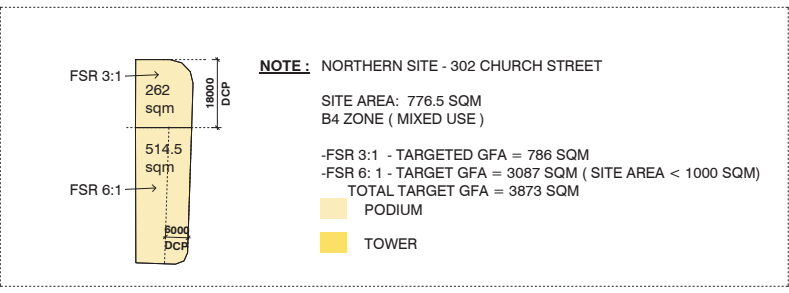 FSR 3:1
262
sqm
18000
DCP
514.5
sqm
FSR 6:1
6000
DCP
NOTE : NORTHERN SITE - 302 CHURCH STREET
SITE AREA: 776.5 SQM
B4 ZONE ( MIXED USE )
-FSR 3:1 - TARGETED GFA = 786 SQM
-FSR 6: 1 - TARGET GFA = 3087 SQM ( SITE AREA < 1000 SQM)
TOTAL TARGET GFA = 3873 SQM
PODIUM
TOWER